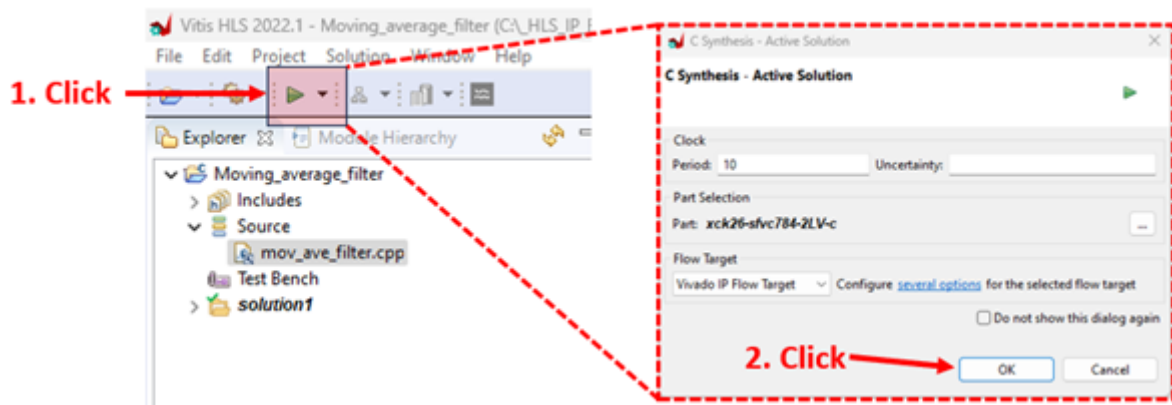 Vitis HLS 2022.1 - Moving_average_filter (C:\_HLS_IP_
File Edit Project Solution Window Help
1. Click
Explorer Module Hierarchy
Moving_average_filter
Includes
Source
mov_ave_filter.cpp
Test Bench
solution1
C Synthesis - Active Solution
C Synthesis - Active Solution
Clock
Period: 10 Uncertainty:
Part Selection
Part: xck26-sfvc784-2LV-c ...
Flow Target
Vivado IP Flow Target Configure several options for the selected flow target
Do not show this dialog again
2. Click
OK Cancel